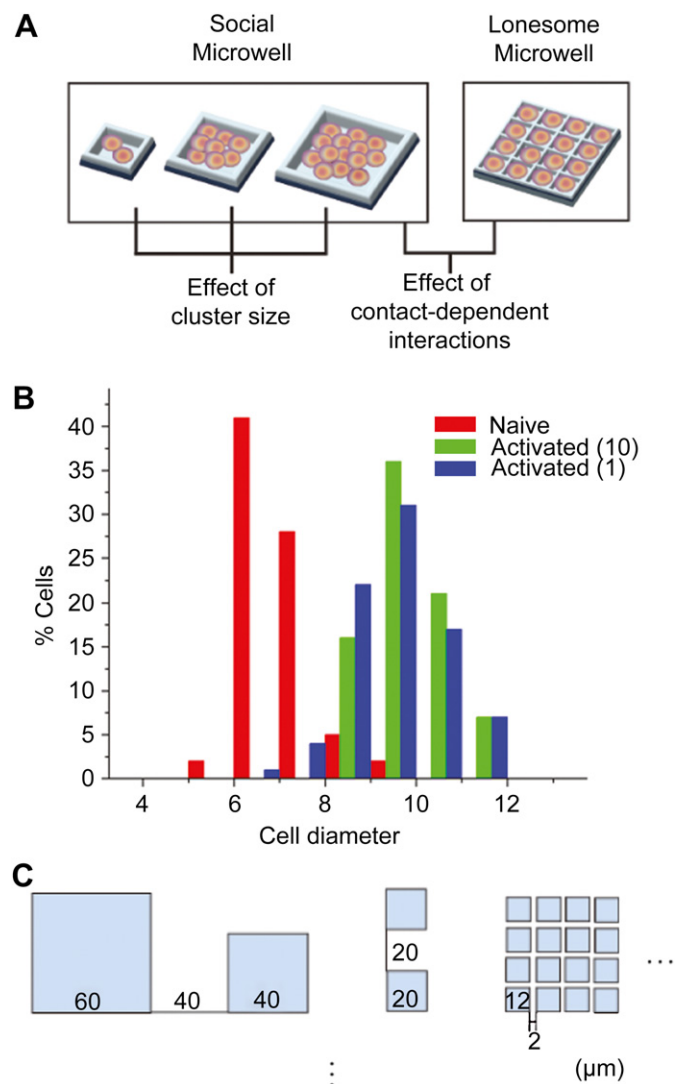 A
Social
Microwell
Lonesome
Microwell
Effect of
cluster size
Effect of
contact-dependent
interactions
B
Naive
Activated (10)
Activated (1)
% Cells
40
35
30
25
20
15
10
5
0
4 6 8 10 12
Cell diameter
C
60 40 40
20
20
12
2
...
⋮
(µm)